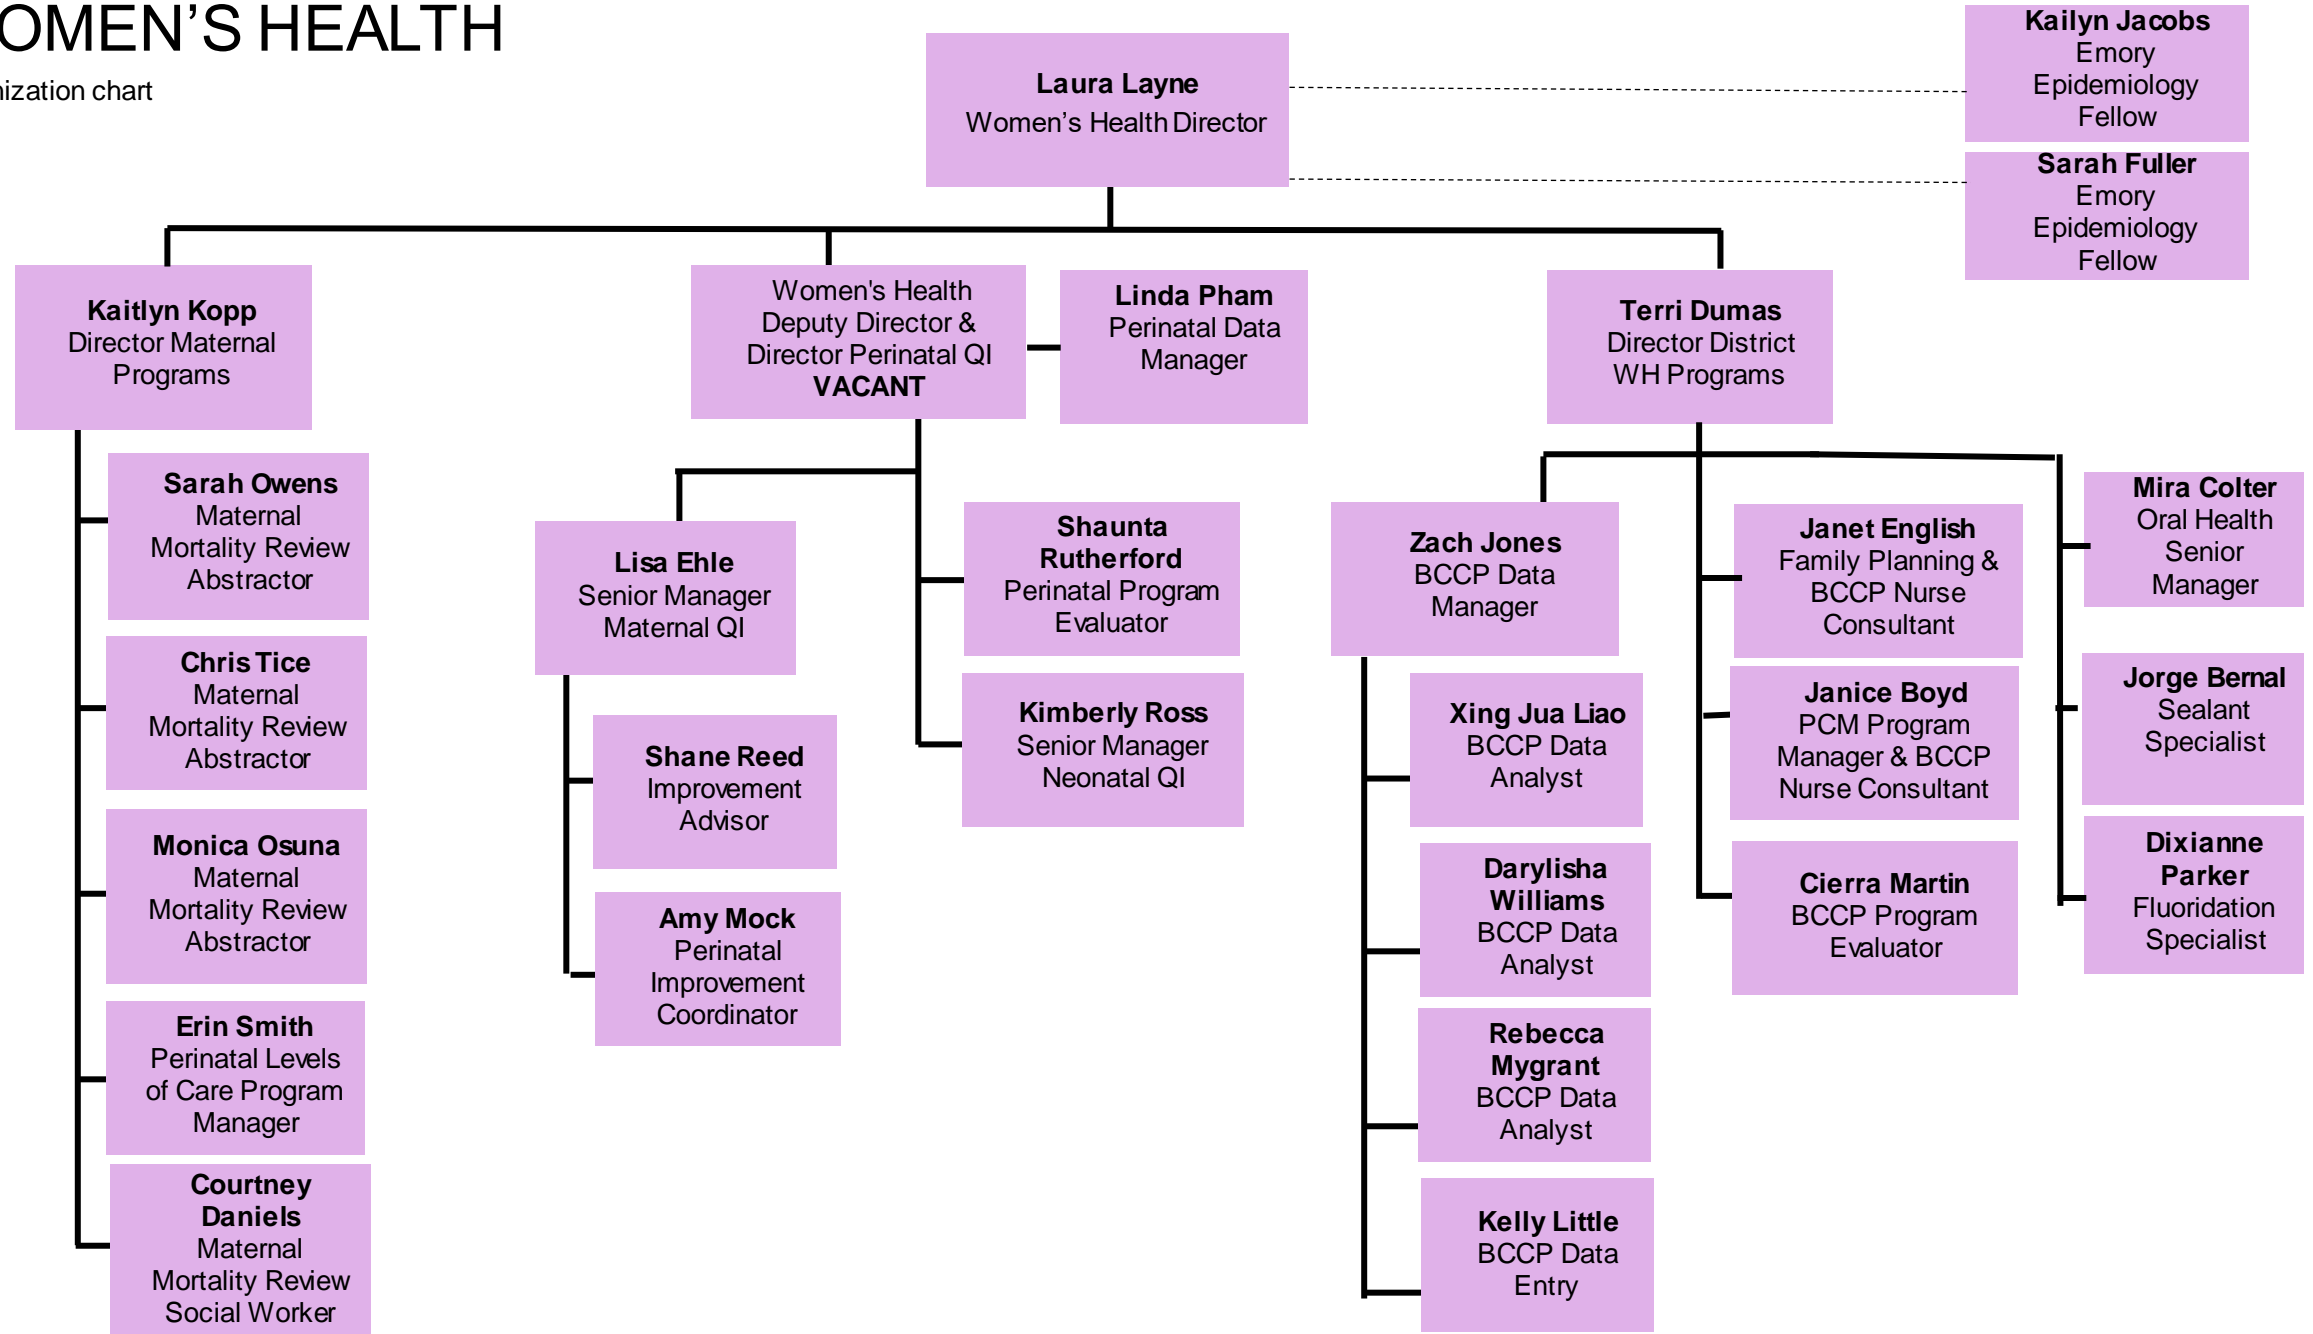 OMEN’S HEALTH
nization chart
Laura Layne
Women’s Health Director
Kailyn Jacobs
Emory
Epidemiology
Fellow
Sarah Fuller
Emory
Epidemiology
Fellow
Kaitlyn Kopp
Director Maternal
Programs
Women's Health
Deputy Director &
Director Perinatal QI
VACANT
Linda Pham
Perinatal Data
Manager
Terri Dumas
Director District
WH Programs
Sarah Owens
Maternal
Mortality Review
Abstractor
Chris Tice
Maternal
Mortality Review
Abstractor
Monica Osuna
Maternal
Mortality Review
Abstractor
Erin Smith
Perinatal Levels
of Care Program
Manager
Courtney
Daniels
Maternal
Mortality Review
Social Worker
Lisa Ehle
Senior Manager
Maternal QI
Shane Reed
Improvement
Advisor
Amy Mock
Perinatal
Improvement
Coordinator
Shaunta
Rutherford
Perinatal Program
Evaluator
Kimberly Ross
Senior Manager
Neonatal QI
Zach Jones
BCCP Data
Manager
Xing Jua Liao
BCCP Data
Analyst
Darylisha
Williams
BCCP Data
Analyst
Rebecca
Mygrant
BCCP Data
Analyst
Kelly Little
BCCP Data
Entry
Janet English
Family Planning &
BCCP Nurse
Consultant
Janice Boyd
PCM Program
Manager & BCCP
Nurse Consultant
Cierra Martin
BCCP Program
Evaluator
Mira Colter
Oral Health
Senior
Manager
Jorge Bernal
Sealant
Specialist
Dixianne
Parker
Fluoridation
Specialist